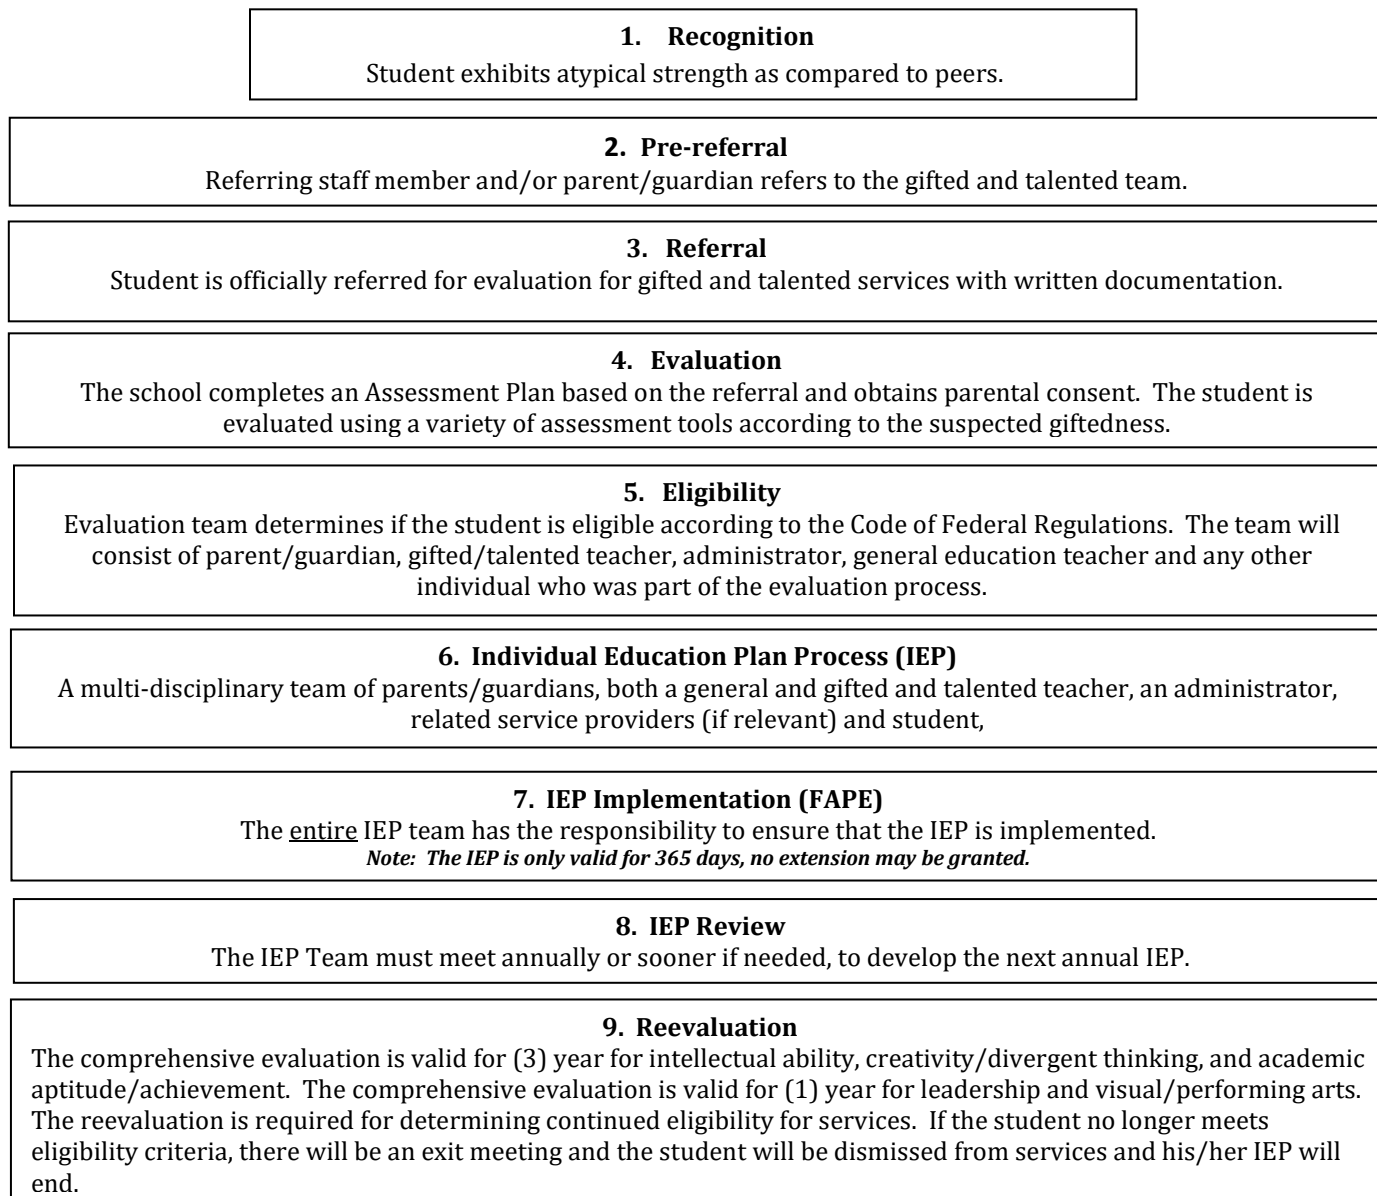 1. Recognition
Student exhibits atypical strength as compared to peers.
2. Pre-referral
Referring staff member and/or parent/guardian refers to the gifted and talented team.
3. Referral
Student is officially referred for evaluation for gifted and talented services with written documentation.
4. Evaluation
The school completes an Assessment Plan based on the referral and obtains parental consent. The student is
evaluated using a variety of assessment tools according to the suspected giftedness.
5. Eligibility
Evaluation team determines if the student is eligible according to the Code of Federal Regulations. The team will
consist of parent/guardian, gifted/talented teacher, administrator, general education teacher and any other
individual who was part of the evaluation process.
6. Individual Education Plan Process (IEP)
A multi-disciplinary team of parents/guardians, both a general and gifted and talented teacher, an administrator,
related service providers (if relevant) and student,
7. IEP Implementation (FAPE)
The entire IEP team has the responsibility to ensure that the IEP is implemented.
Note: The IEP is only valid for 365 days, no extension may be granted.
8. IEP Review
The IEP Team must meet annually or sooner if needed, to develop the next annual IEP.
9. Reevaluation
The comprehensive evaluation is valid for (3) year for intellectual ability, creativity/divergent thinking, and academic
aptitude/achievement. The comprehensive evaluation is valid for (1) year for leadership and visual/performing arts.
The reevaluation is required for determining continued eligibility for services. If the student no longer meets
eligibility criteria, there will be an exit meeting and the student will be dismissed from services and his/her IEP will
end.